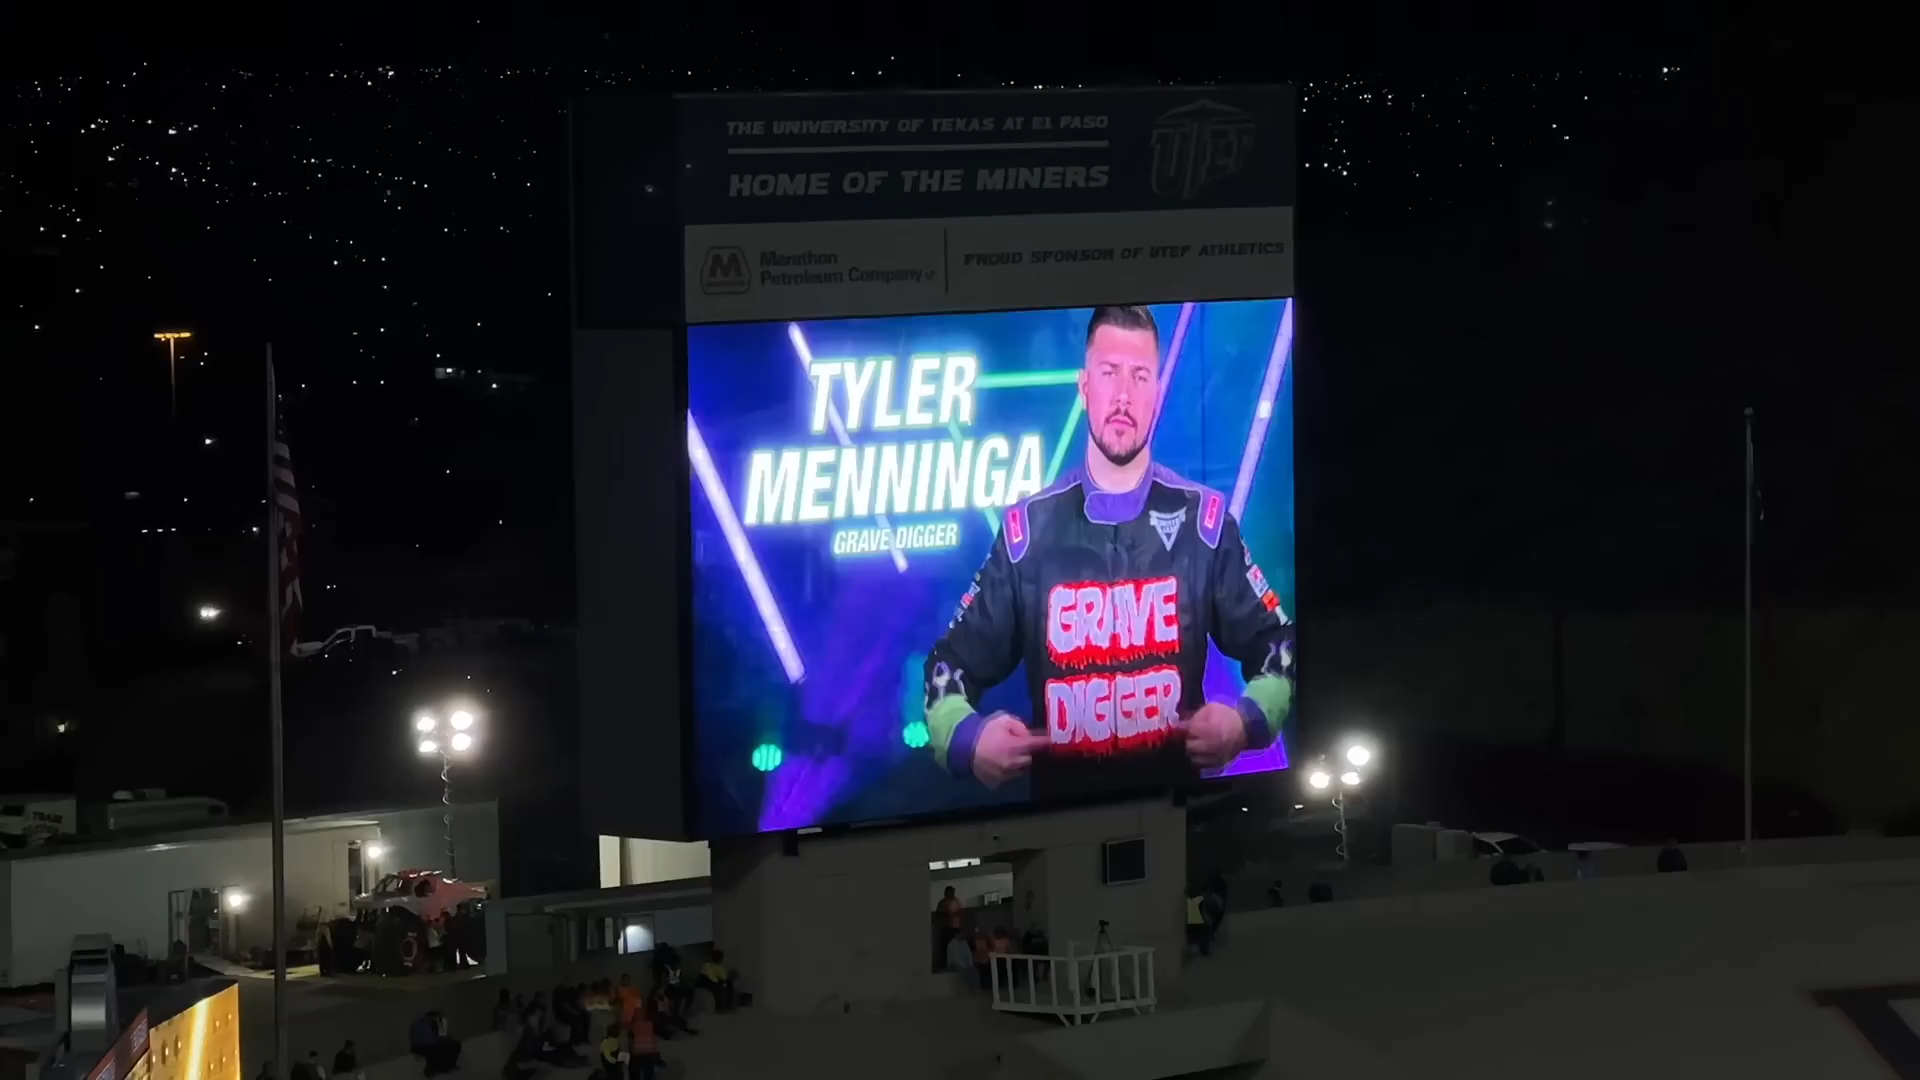 THE UNIVERSITY OF TEXAS AT EL PASO
HOME OF THE MINERS
UTEP
M
Marathon
Petroleum Company LP
PROUD SPONSOR OF UTEP ATHLETICS
TYLER
MENNINGA
GRAVE DIGGER
GRAVE
DIGGER